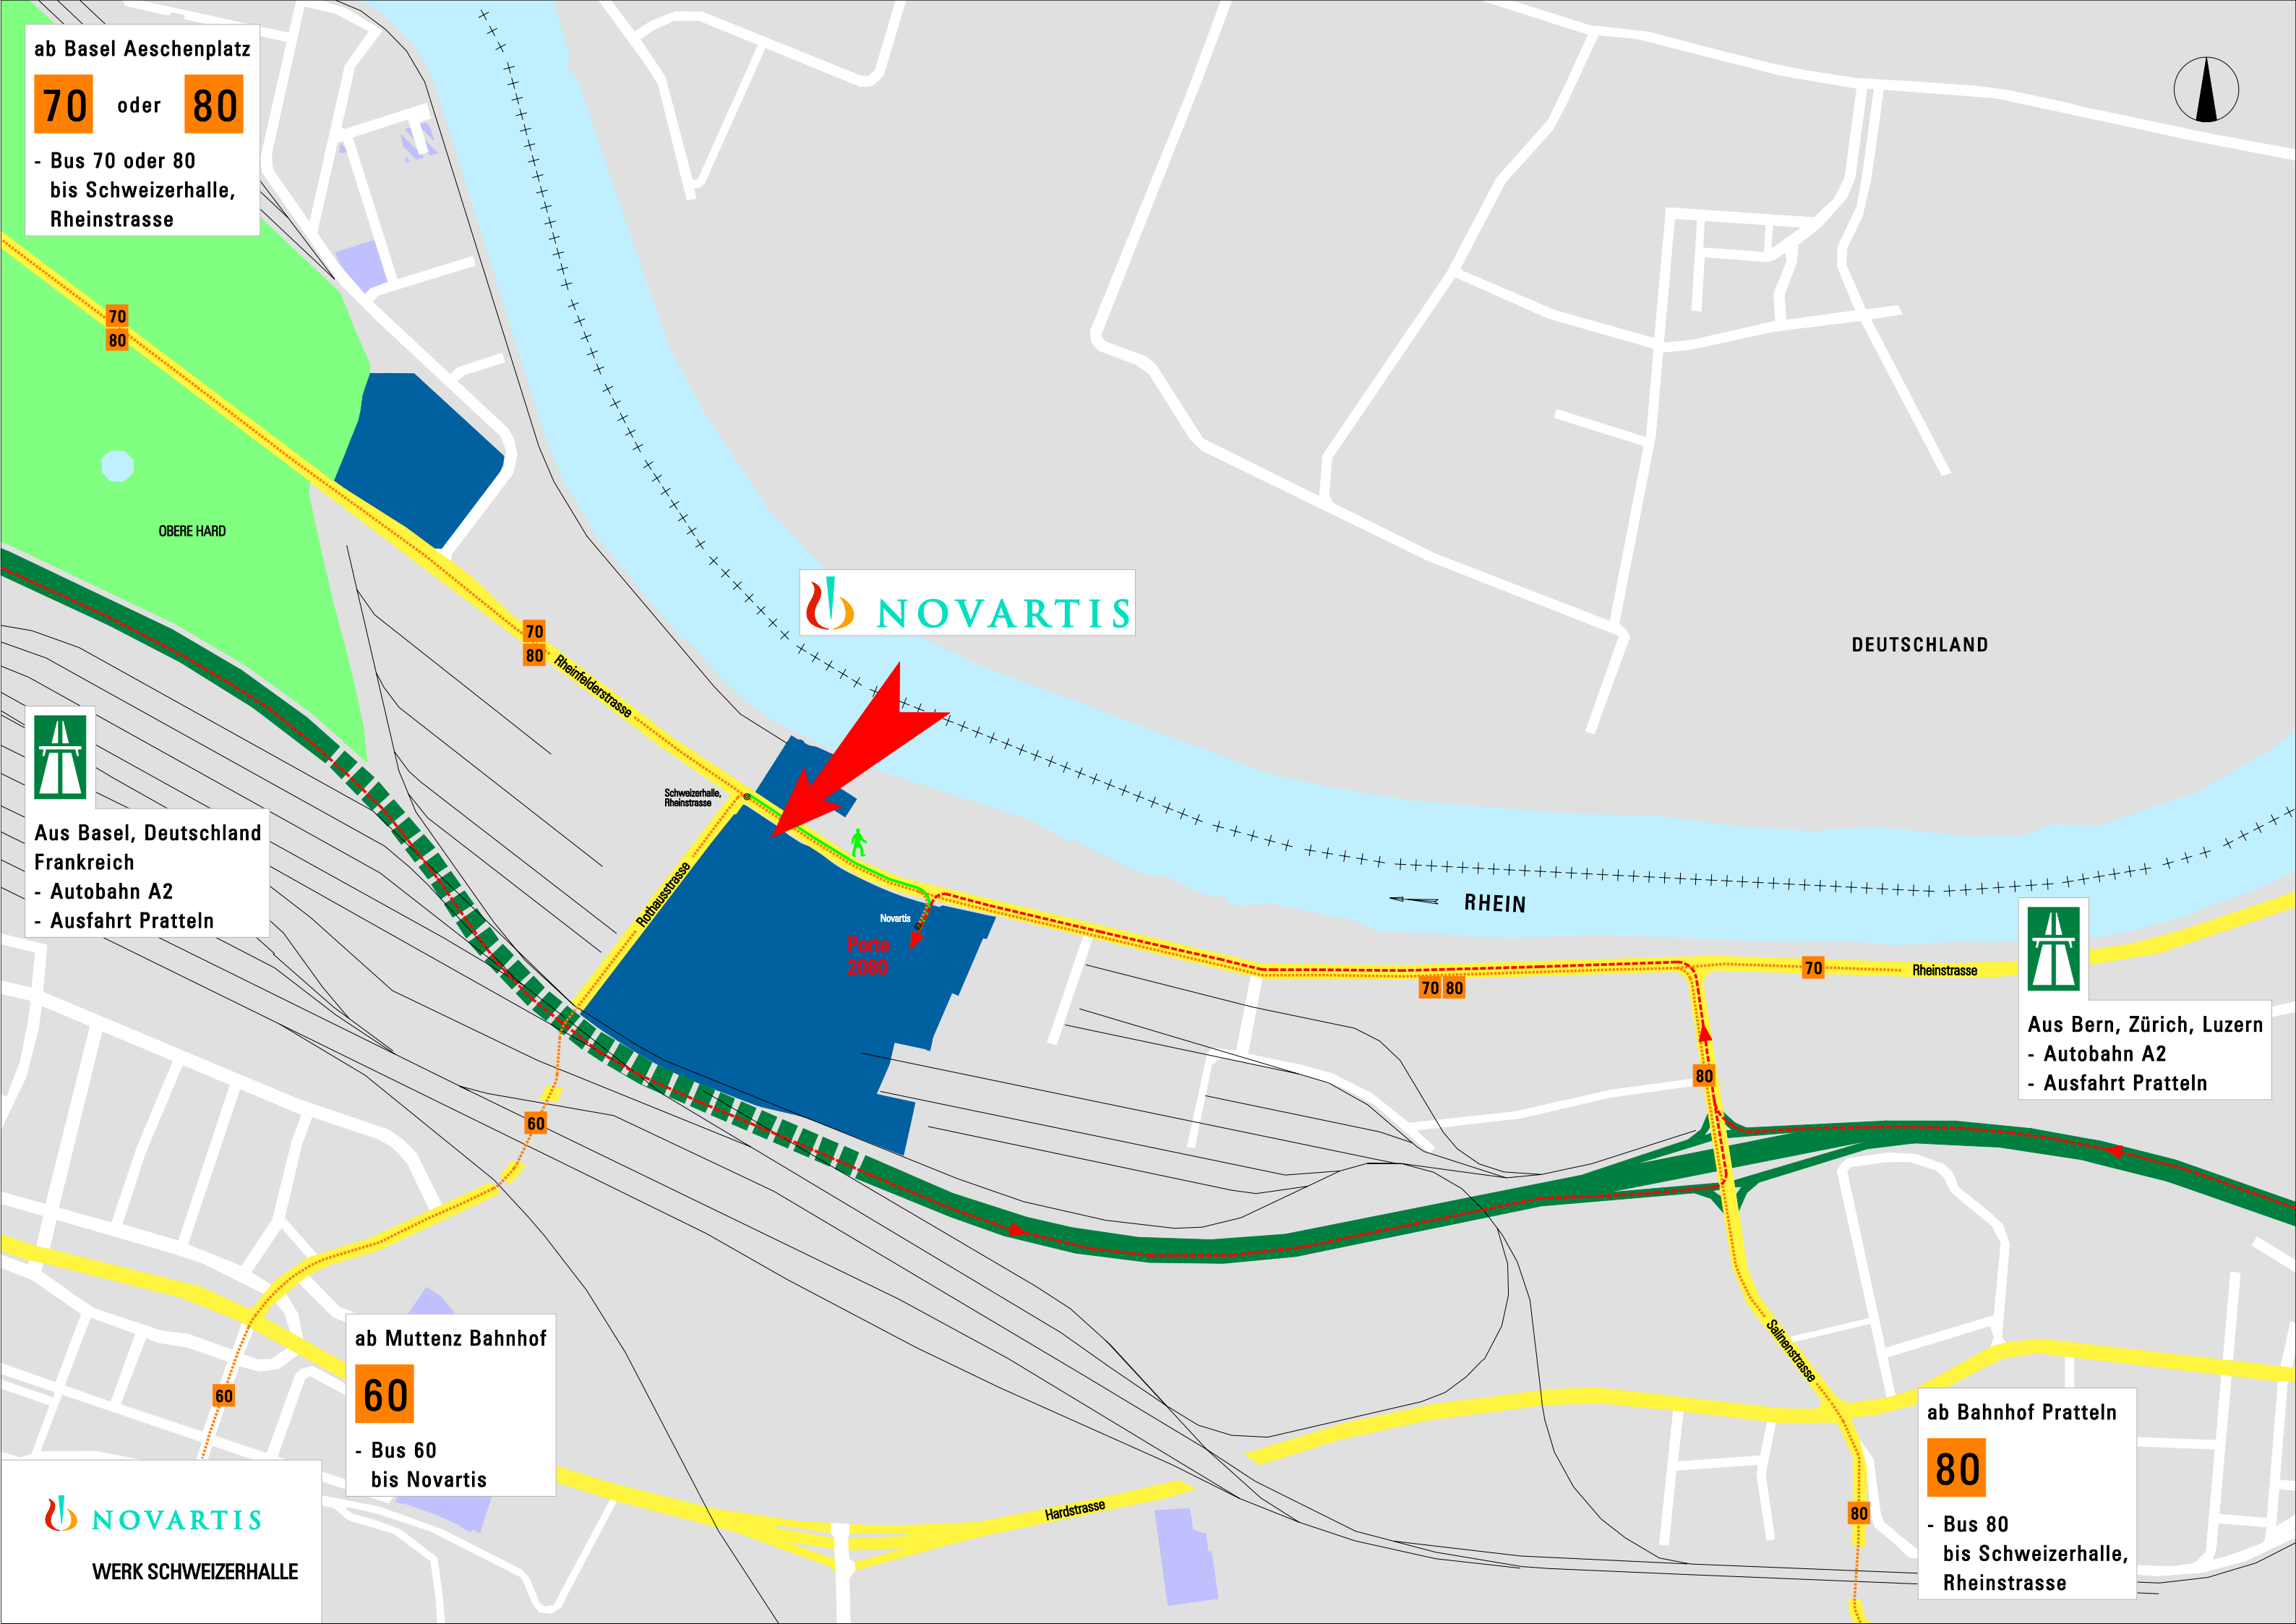 ab Basel Aeschenplatz
70 oder 80
- Bus 70 oder 80
bis Schweizerhalle,
Rheinstrasse
70
80
OBERE HARD
70
80
Rheinfelderstrasse
NOVARTIS
DEUTSCHLAND
Aus Basel, Deutschland
Frankreich
- Autobahn A2
- Ausfahrt Pratteln
Schweizerhalle,
Rheinstrasse
Rothausstrasse
Novartis
Porte
2080
RHEIN
70 80
70
Rheinstrasse
Aus Bern, Zürich, Luzern
- Autobahn A2
- Ausfahrt Pratteln
80
60
Salinenstrasse
60
ab Muttenz Bahnhof
60
- Bus 60
bis Novartis
Hardstrasse
80
ab Bahnhof Pratteln
80
- Bus 80
bis Schweizerhalle,
Rheinstrasse
NOVARTIS
WERK SCHWEIZERHALLE